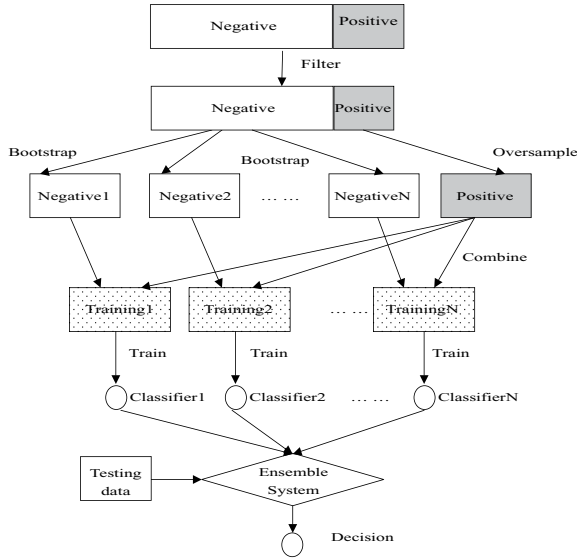 Negative Positive
Filter
Negative Positive
Bootstrap Bootstrap Oversample
Negative1 Negative2 ... ... NegativeN Positive
Combine
Training1 Training2 ... ... TrainingN
Train Train Train
Classifier1 Classifier2 ... ... ClassifierN
Testing
data
Ensemble
System
Decision